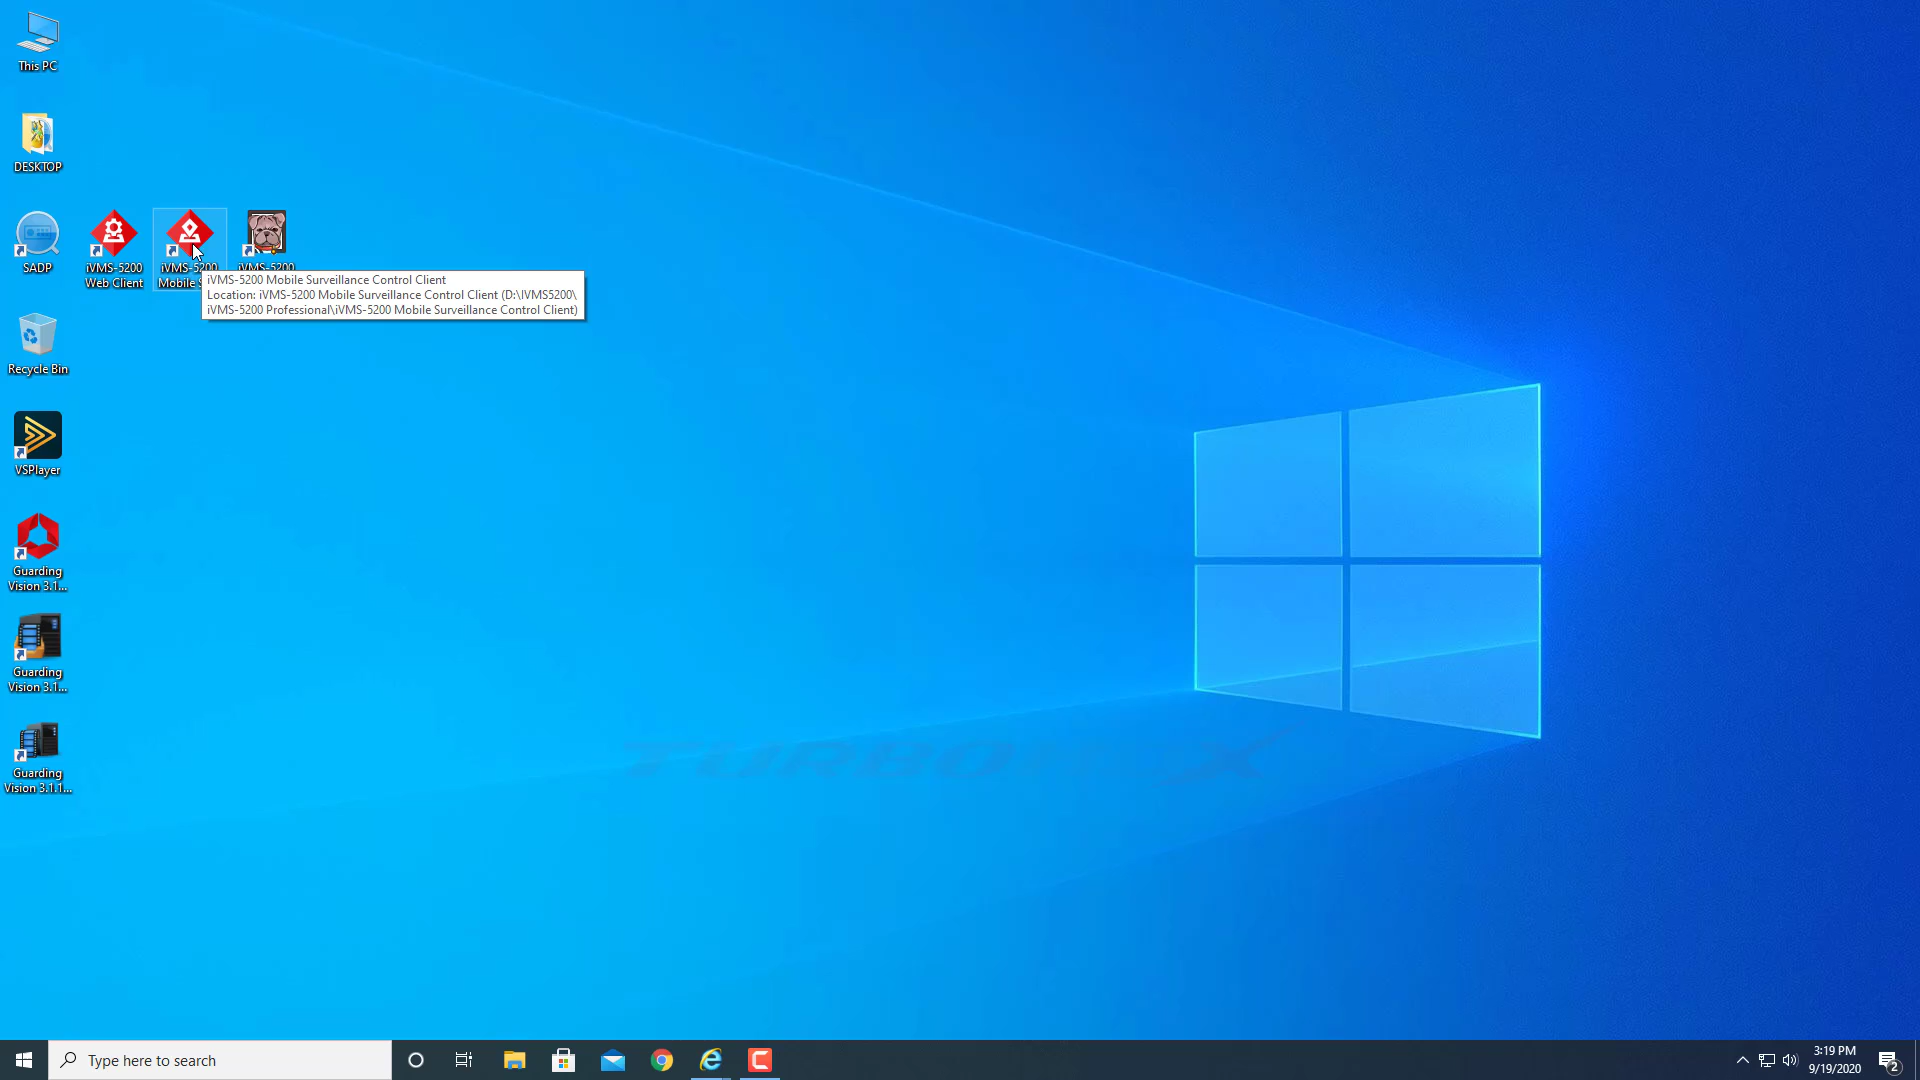 This PC
DESKTOP
SADP
iVMS-5200
Web Client
iVMS-5200
Mobile S
iVMS-5200
iVMS-5200 Mobile Surveillance Control Client
Location: iVMS-5200 Mobile Surveillance Control Client (D:\IVMS5200\
iVMS-5200 Professional\iVMS-5200 Mobile Surveillance Control Client)
Recycle Bin
VSPlayer
Guarding
Vision 3.1...
Guarding
Vision 3.1...
Guarding
Vision 3.1.1...
TURBO X
Type here to search
3:19 PM
9/19/2020
2